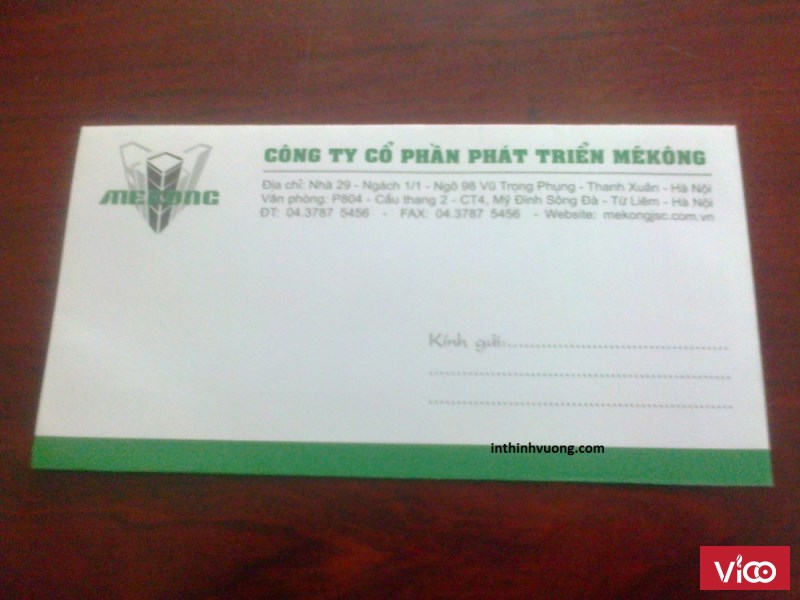 CÔNG TY CỔ PHẦN PHÁT TRIỂN MÊKÔNG
MEKONG
Địa chỉ: Nhà 29 - Ngách 1/1 - Ngõ 98 Vũ Trọng Phụng - Thanh Xuân - Hà Nội
Văn phòng: P804 - Cầu thang 2 - CT4, Mỹ Đình Sông Đà - Từ Liêm - Hà Nội
ĐT: 04.3787 5456 - FAX: 04.3787 5456 - Website: mekongjsc.com.vn
Kính gửi:
inthinhvuong.com
ViCO